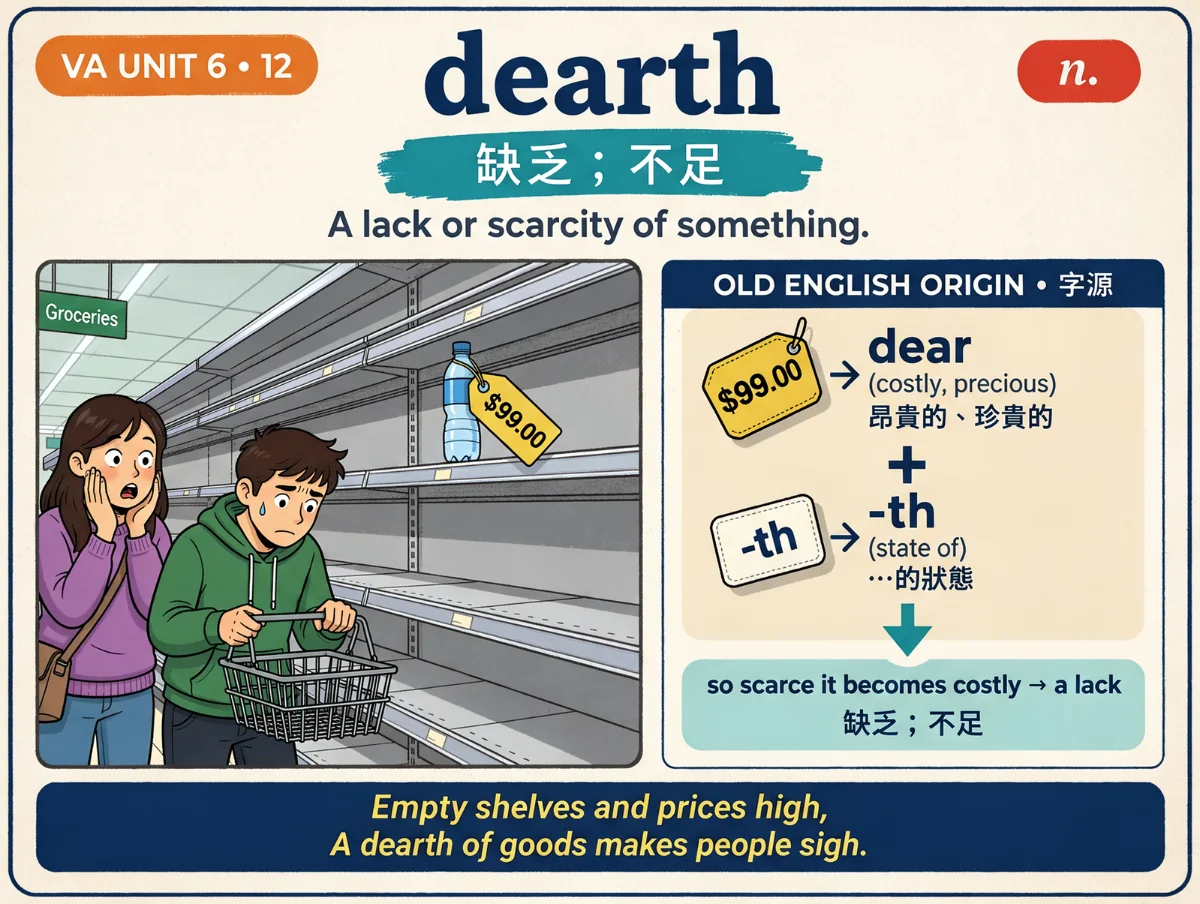 VA UNIT 6 • 12
dearth
n.
缺乏；不足
A lack or scarcity of something.
Groceries
$99.00
OLD ENGLISH ORIGIN • 字源
$99.00
dear
(costly, precious)
昂貴的、珍貴的
+
-th
-th
(state of)
…的狀態
so scarce it becomes costly → a lack
缺乏；不足
Empty shelves and prices high,
A dearth of goods makes people sigh.